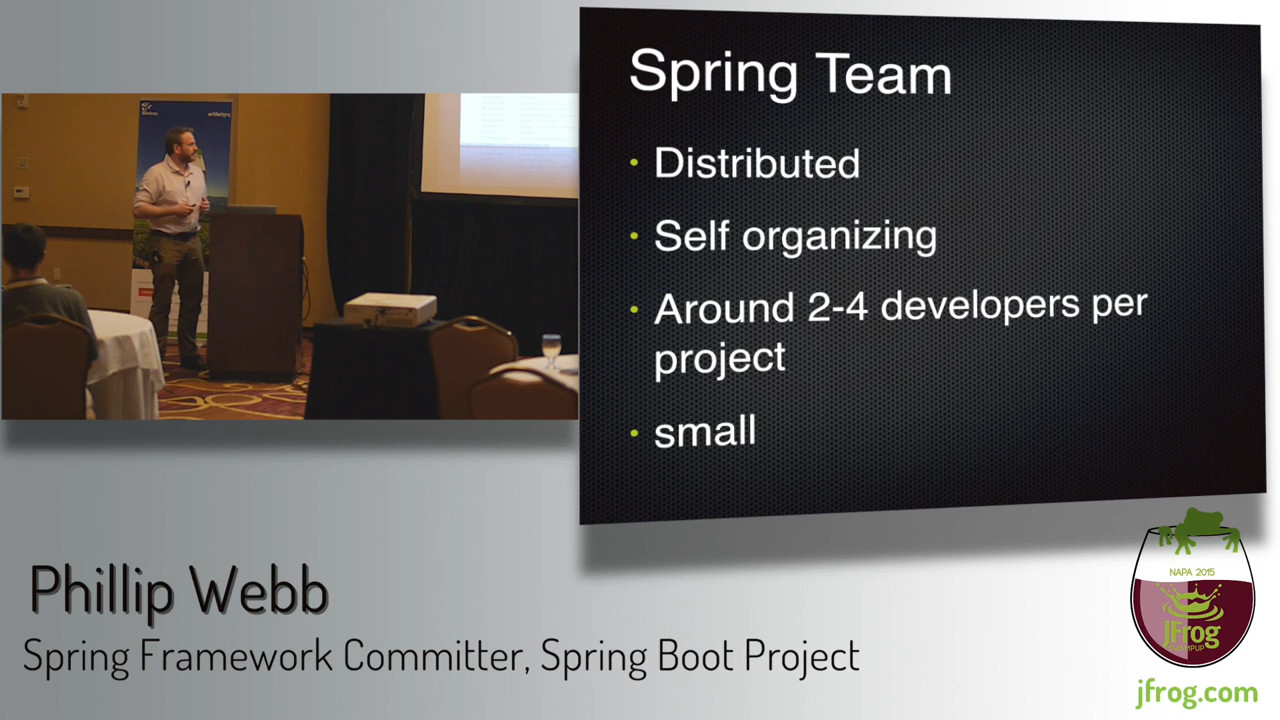 Spring Team
• Distributed
• Self organizing
• Around 2-4 developers per
project
• small
Phillip Webb
Spring Framework Committer, Spring Boot Project
NAPA 2015
JFrog
jfrog.com